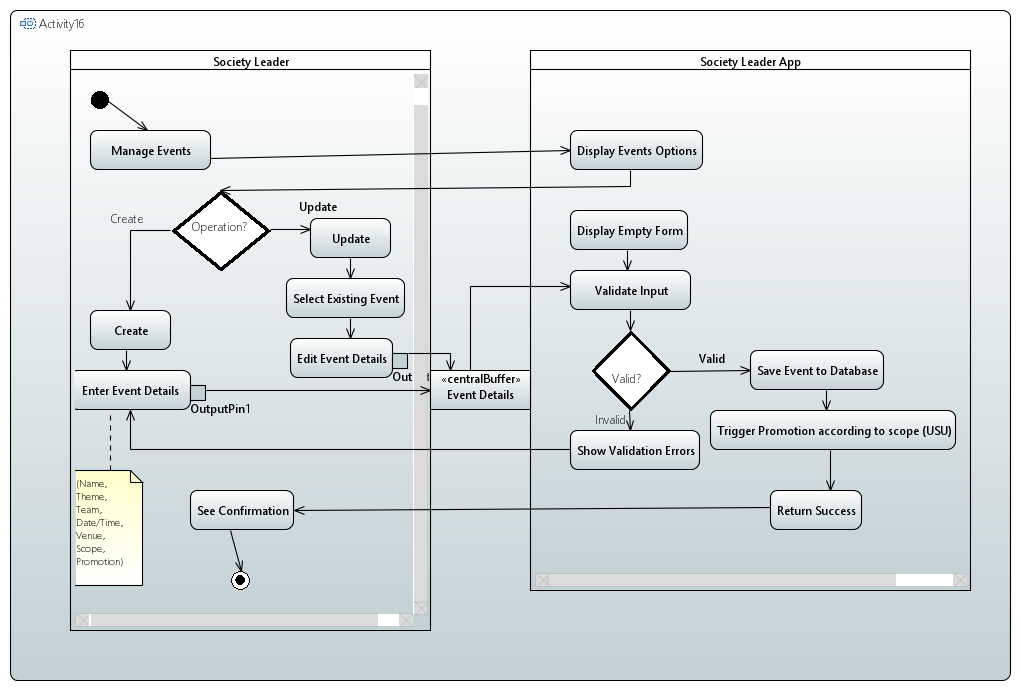 Activity16
Society Leader
Society Leader App
Manage Events
Display Events Options
Create
Operation?
Update
Update
Display Empty Form
Select Existing Event
Validate Input
Create
Edit Event Details
Out
Valid?
Valid
Save Event to Database
Enter Event Details
OutputPin1
«centralBuffer»
Event Details
Invalid
Show Validation Errors
Trigger Promotion according to scope (USU)
(Name,
Theme,
Team,
Date/Time,
Venue,
Scope,
Promotion)
See Confirmation
Return Success